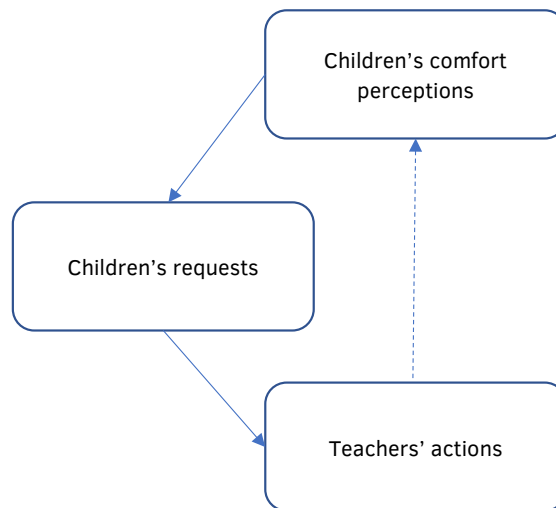 Children’s comfort
perceptions
Children’s requests
Teachers’ actions